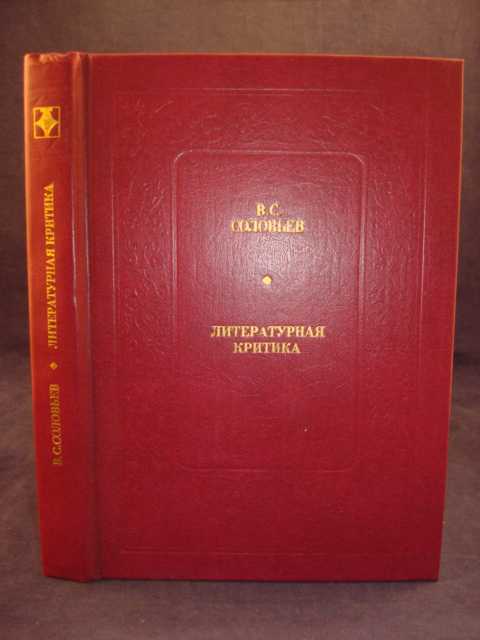 В.С.
СОЛОВЬЕВ
ЛИТЕРАТУРНАЯ
КРИТИКА
В.С.СОЛОВЬЕВ ◆ ЛИТЕРАТУРНАЯ КРИТИКА